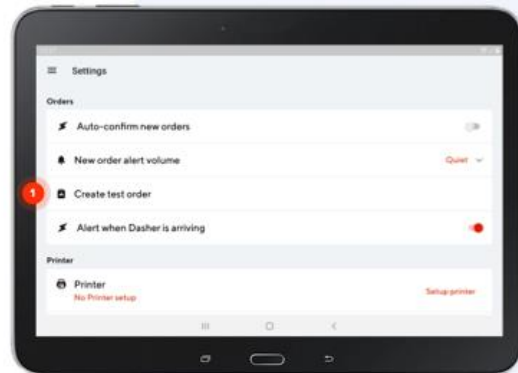 Settings
Orders
Auto-confirm new orders
New order alert volume Quiet
1 Create test order
Alert when Dasher is arriving
Printer
Printer
No Printer setup Setup printer